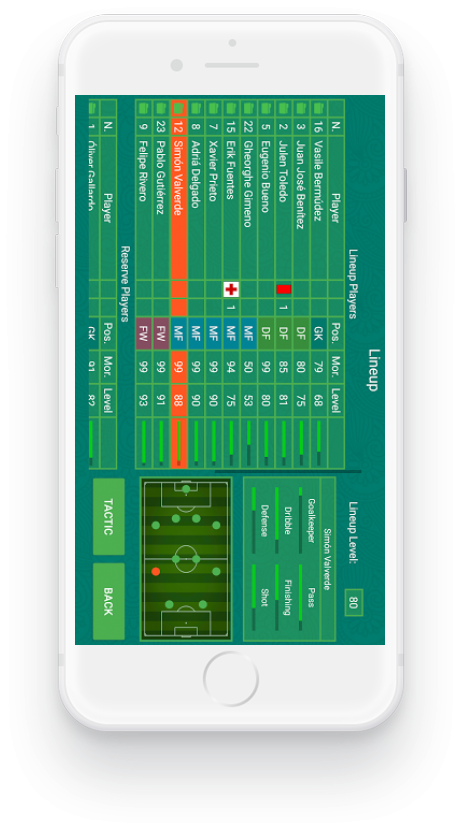 Lineup
Lineup Players
N. Player Pos. Mor. Level
16 Vasile Bermúdez GK 79 68
3 Juan José Benítez DF 80 75
2 Julen Toledo 1 DF 85 81
5 Eugenio Bueno DF 99 80
22 Gheorghe Gimeno MF 50 53
15 Erik Fuentes 1 MF 94 75
7 Xavier Prieto MF 99 90
8 Adriá Delgado MF 99 90
12 Simón Valverde MF 99 88
23 Pablo Gutiérrez FW 99 91
9 Felipe Rivero FW 99 93
Reserve Players
N. Player Pos. Mor. Level
1 Óliver Gallardo GK 91 82
Lineup Level: 80
Simón Valverde
Goalkeeper Pass
Dribble Finishing
Defense Shot
TACTIC BACK